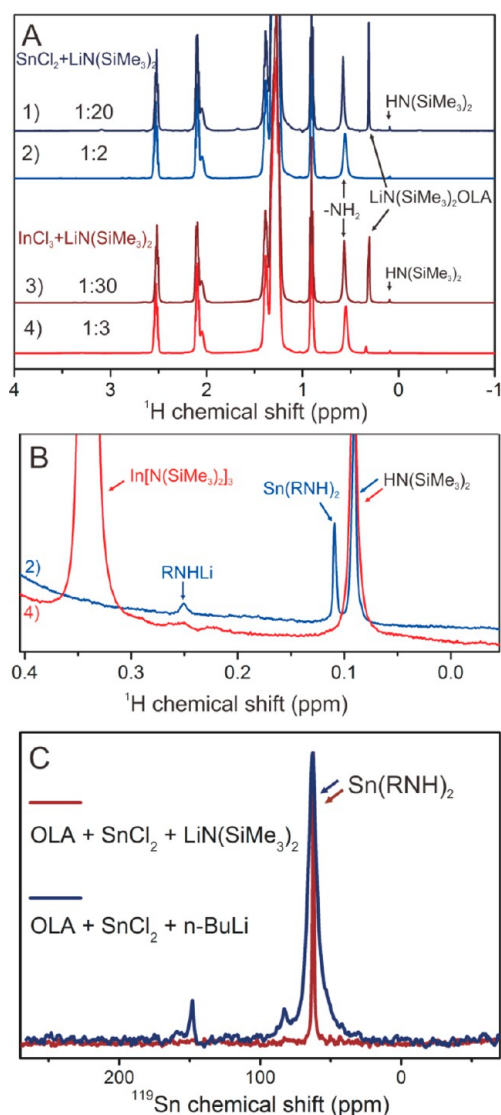 A
SnCl₂+LiN(SiMe₃)₂
1) 1:20
HN(SiMe₃)₂
2) 1:2
LiN(SiMe₃)₂OLA
-NH₂
InCl₃+LiN(SiMe₃)₂
HN(SiMe₃)₂
3) 1:30
4) 1:3
4 3 2 1 0 -1
¹H chemical shift (ppm)
B
In[N(SiMe₃)₂]₃
Sn(RNH)₂
HN(SiMe₃)₂
RNHLi
2)
4)
0.4 0.3 0.2 0.1 0.0
¹H chemical shift (ppm)
C
Sn(RNH)₂
OLA + SnCl₂ + LiN(SiMe₃)₂
OLA + SnCl₂ + n-BuLi
200 100 0
¹¹⁹Sn chemical shift (ppm)